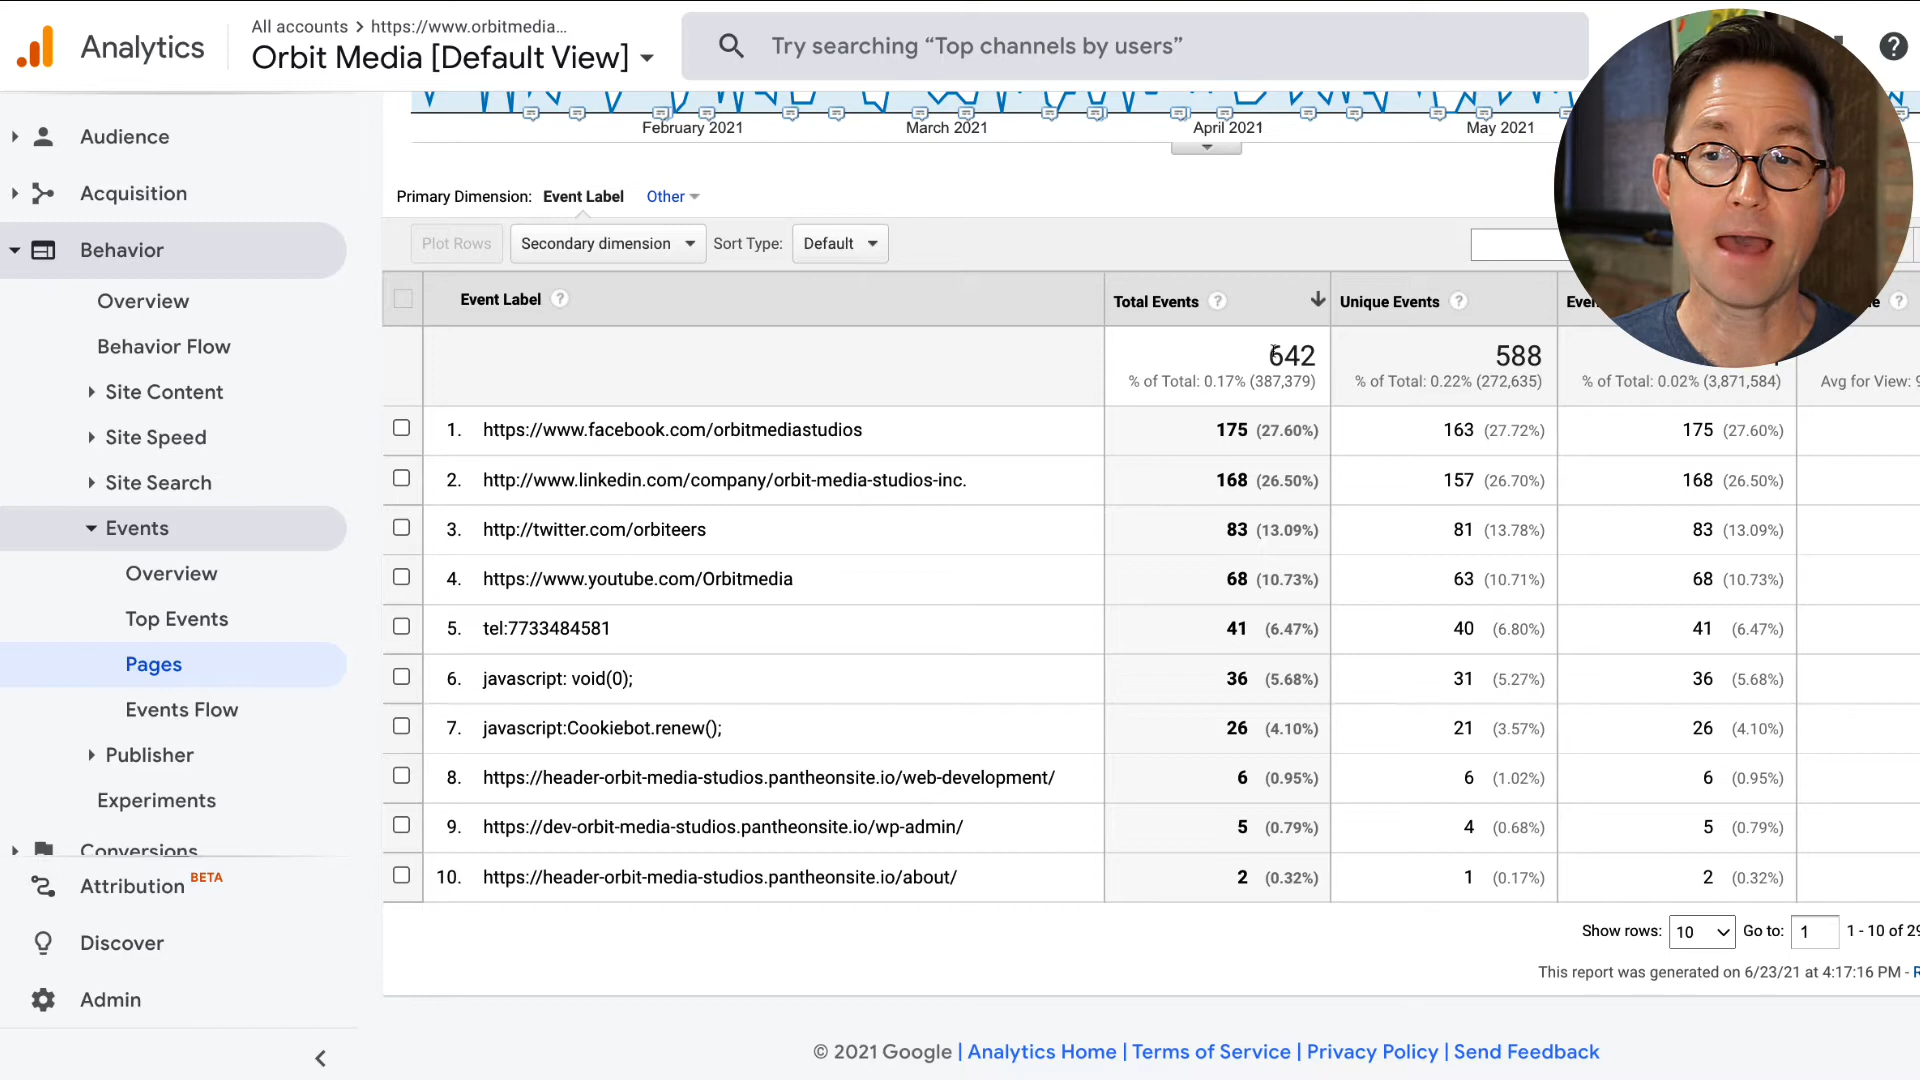 Analytics
All accounts > https://www.orbitmedia...
Orbit Media [Default View]
Try searching “Top channels by users”
Audience
Acquisition
Behavior
Overview
Behavior Flow
Site Content
Site Speed
Site Search
Events
Overview
Top Events
Pages
Events Flow
Publisher
Experiments
Conversions
Attribution BETA
Discover
Admin
February 2021 March 2021 April 2021 May 2021
Primary Dimension: Event Label Other
Plot Rows Secondary dimension Sort Type: Default
Event Label ? Total Events ? Unique Events ? ?
642 588
% of Total: 0.17% (387,379) % of Total: 0.22% (272,635) % of Total: 0.02% (3,871,584) Avg for View:
1. https://www.facebook.com/orbitmediastudios 175 (27.60%) 163 (27.72%) 175 (27.60%)
2. http://www.linkedin.com/company/orbit-media-studios-inc. 168 (26.50%) 157 (26.70%) 168 (26.50%)
3. http://twitter.com/orbiteers 83 (13.09%) 81 (13.78%) 83 (13.09%)
4. https://www.youtube.com/Orbitmedia 68 (10.73%) 63 (10.71%) 68 (10.73%)
5. tel:7733484581 41 (6.47%) 40 (6.80%) 41 (6.47%)
6. javascript: void(0); 36 (5.68%) 31 (5.27%) 36 (5.68%)
7. javascript:Cookiebot.renew(); 26 (4.10%) 21 (3.57%) 26 (4.10%)
8. https://header-orbit-media-studios.pantheonsite.io/web-development/ 6 (0.95%) 6 (1.02%) 6 (0.95%)
9. https://dev-orbit-media-studios.pantheonsite.io/wp-admin/ 5 (0.79%) 4 (0.68%) 5 (0.79%)
10. https://header-orbit-media-studios.pantheonsite.io/about/ 2 (0.32%) 1 (0.17%) 2 (0.32%)
Show rows: 10 Go to: 1 1 - 10 of 29
This report was generated on 6/23/21 at 4:17:16 PM -
© 2021 Google | Analytics Home | Terms of Service | Privacy Policy | Send Feedback